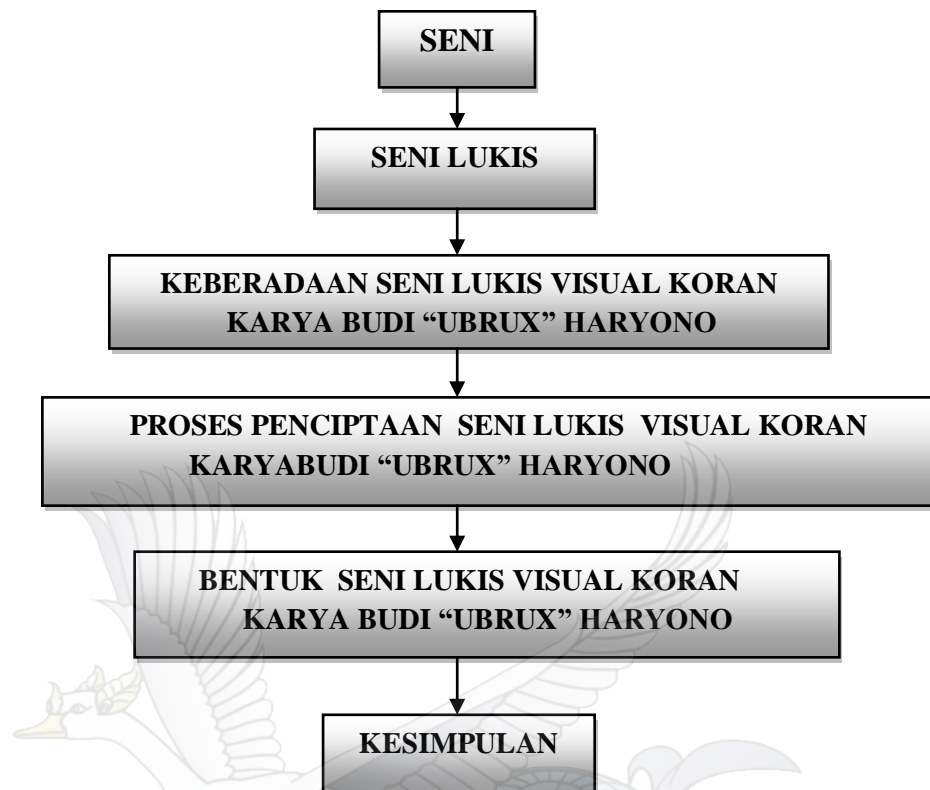 SENI
SENI LUKIS
KEBERADAAN SENI LUKIS VISUAL KORAN
KARYA BUDI “UBRUX” HARYONO
PROSES PENCIPTAAN SENI LUKIS VISUAL KORAN
KARYABUDI “UBRUX” HARYONO
BENTUK SENI LUKIS VISUAL KORAN
KARYA BUDI “UBRUX” HARYONO
KESIMPULAN